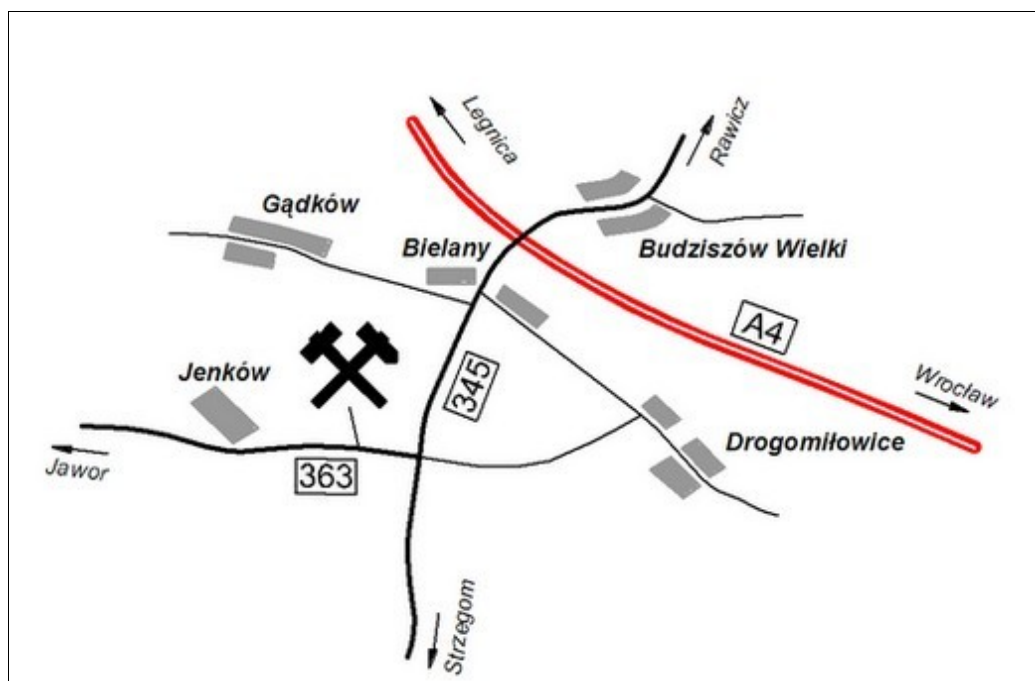 Legnica
Rawicz
Gądków
Bielany
Budziszów Wielki
A4
Jenków
345
Wrocław
Drogomiłowice
Jawor
363
Strzegom